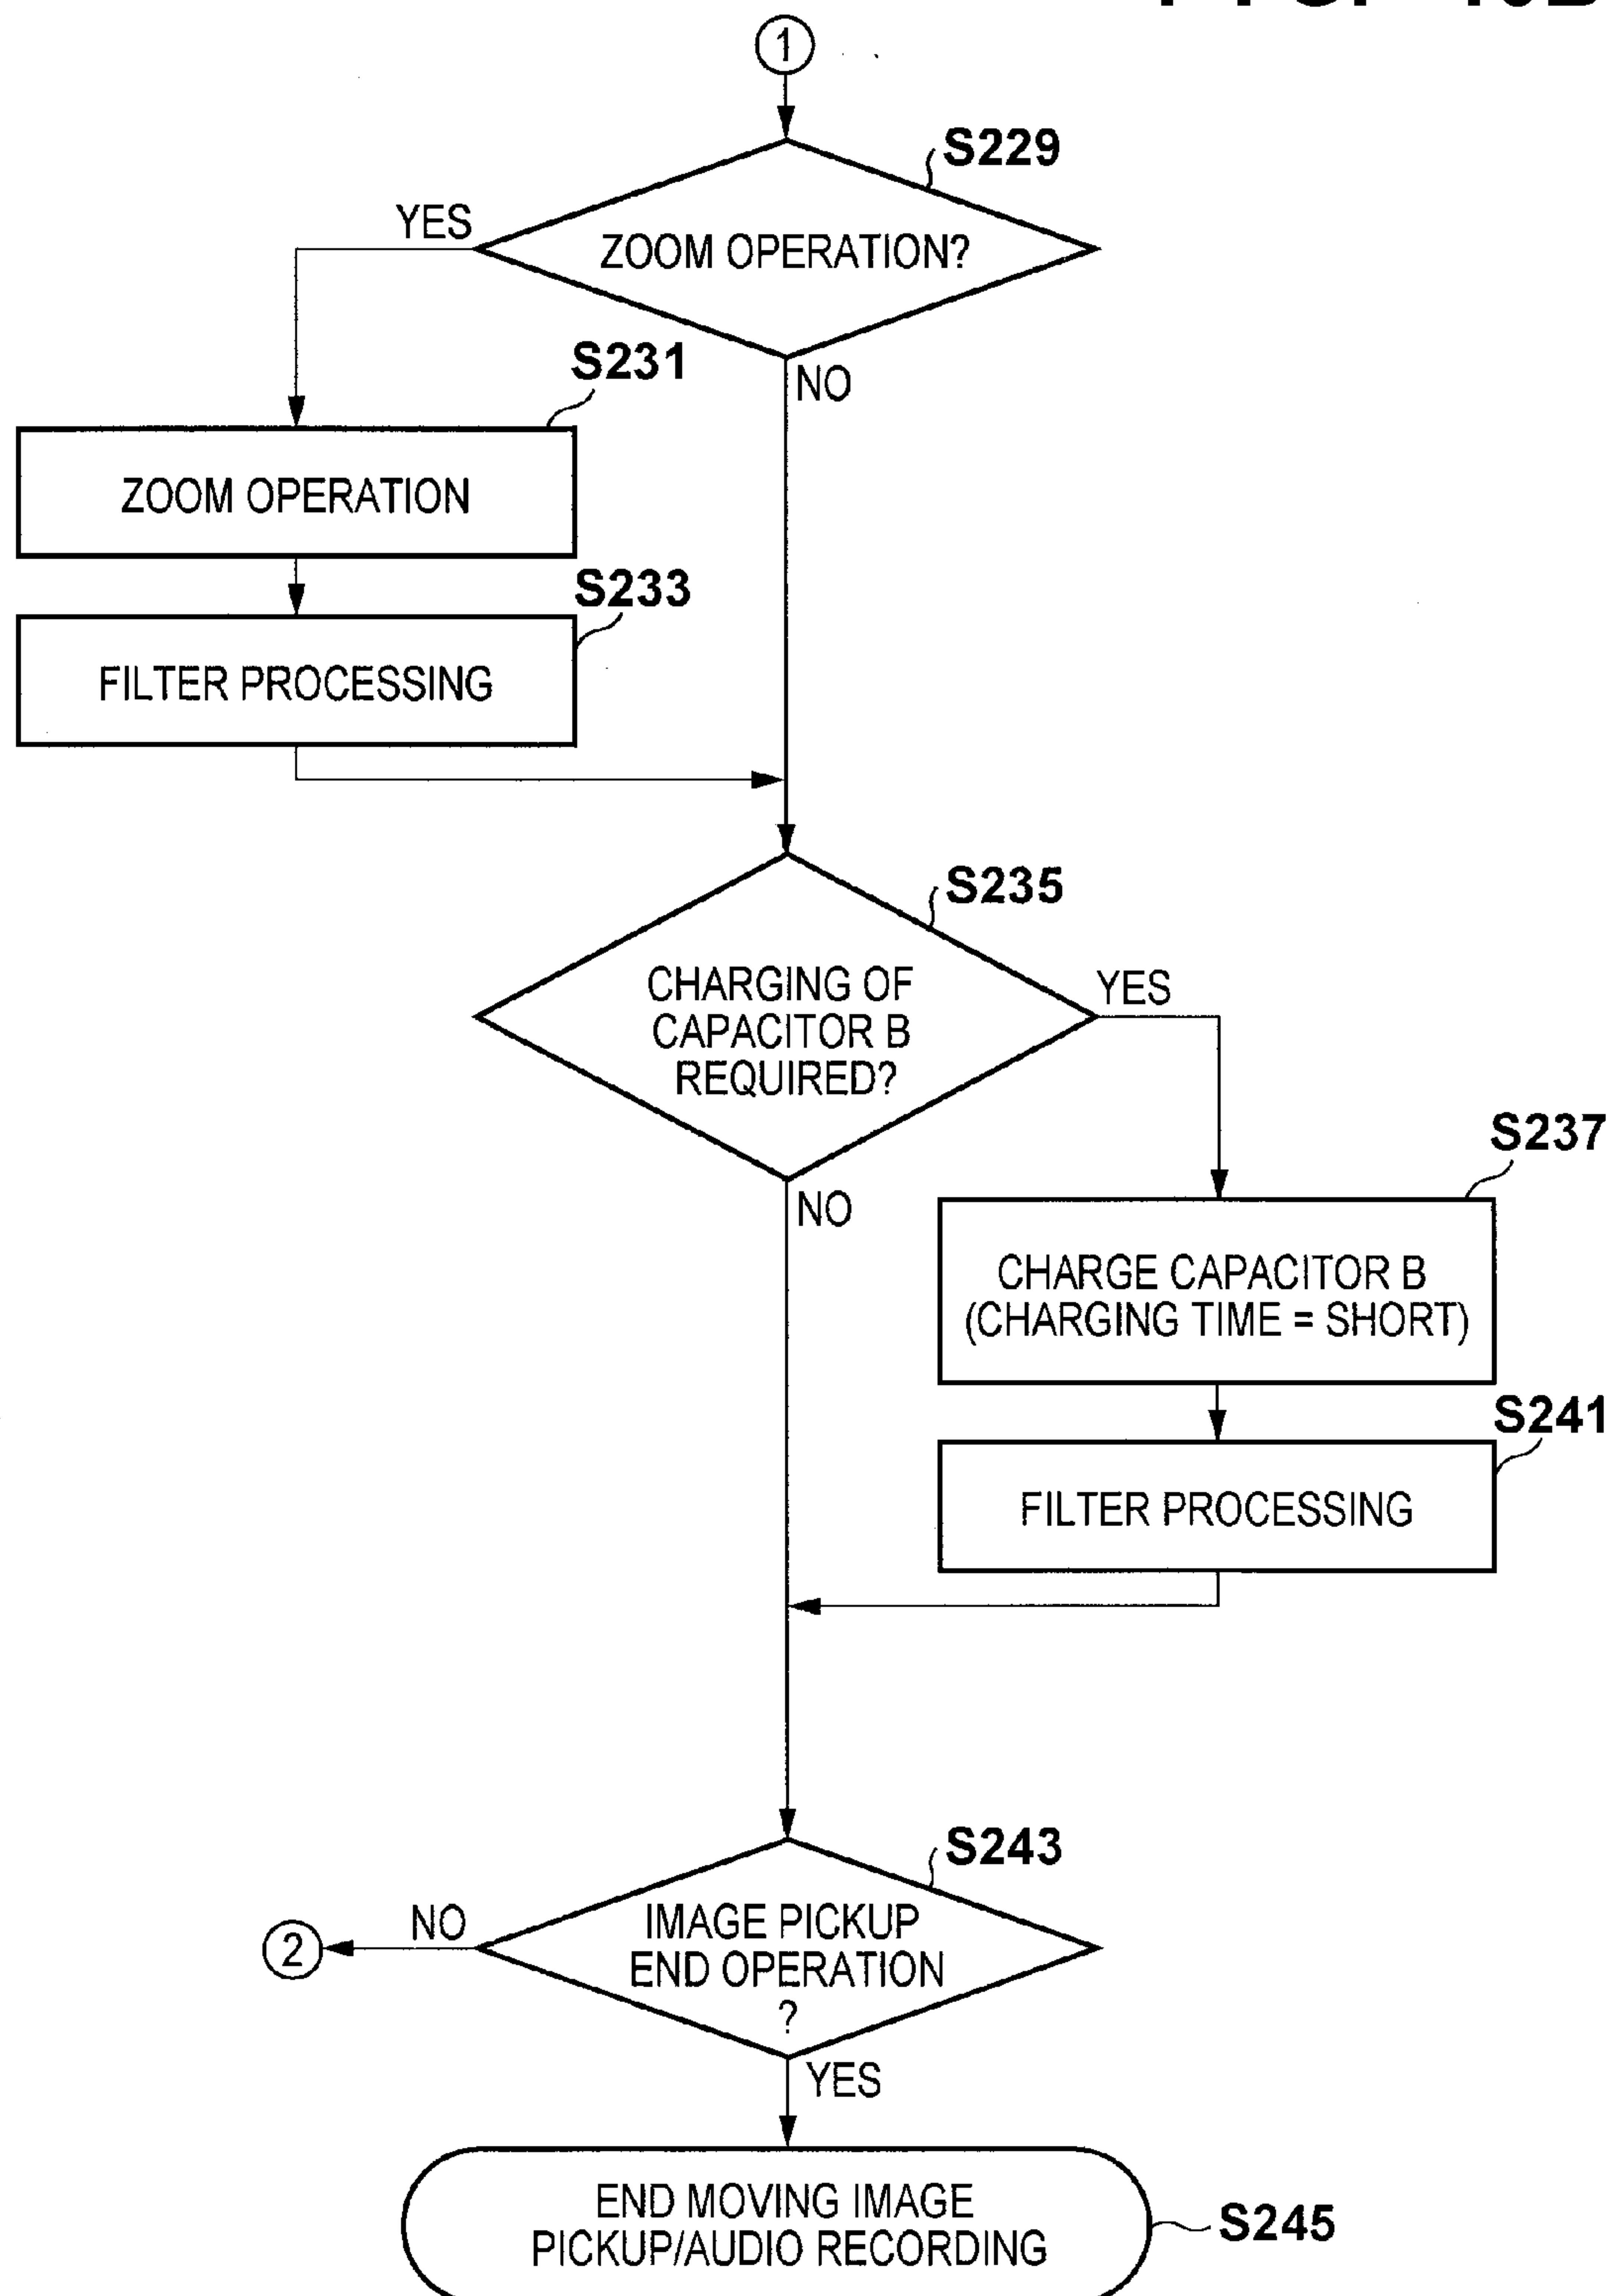 1
S229
YES
ZOOM OPERATION?
NO
S231
ZOOM OPERATION
S233
FILTER PROCESSING
S235
CHARGING OF
CAPACITOR B
REQUIRED?
YES
NO
S237
CHARGE CAPACITOR B
(CHARGING TIME = SHORT)
S241
FILTER PROCESSING
S243
NO
2
IMAGE PICKUP
END OPERATION
?
YES
END MOVING IMAGE
PICKUP/AUDIO RECORDING
S245